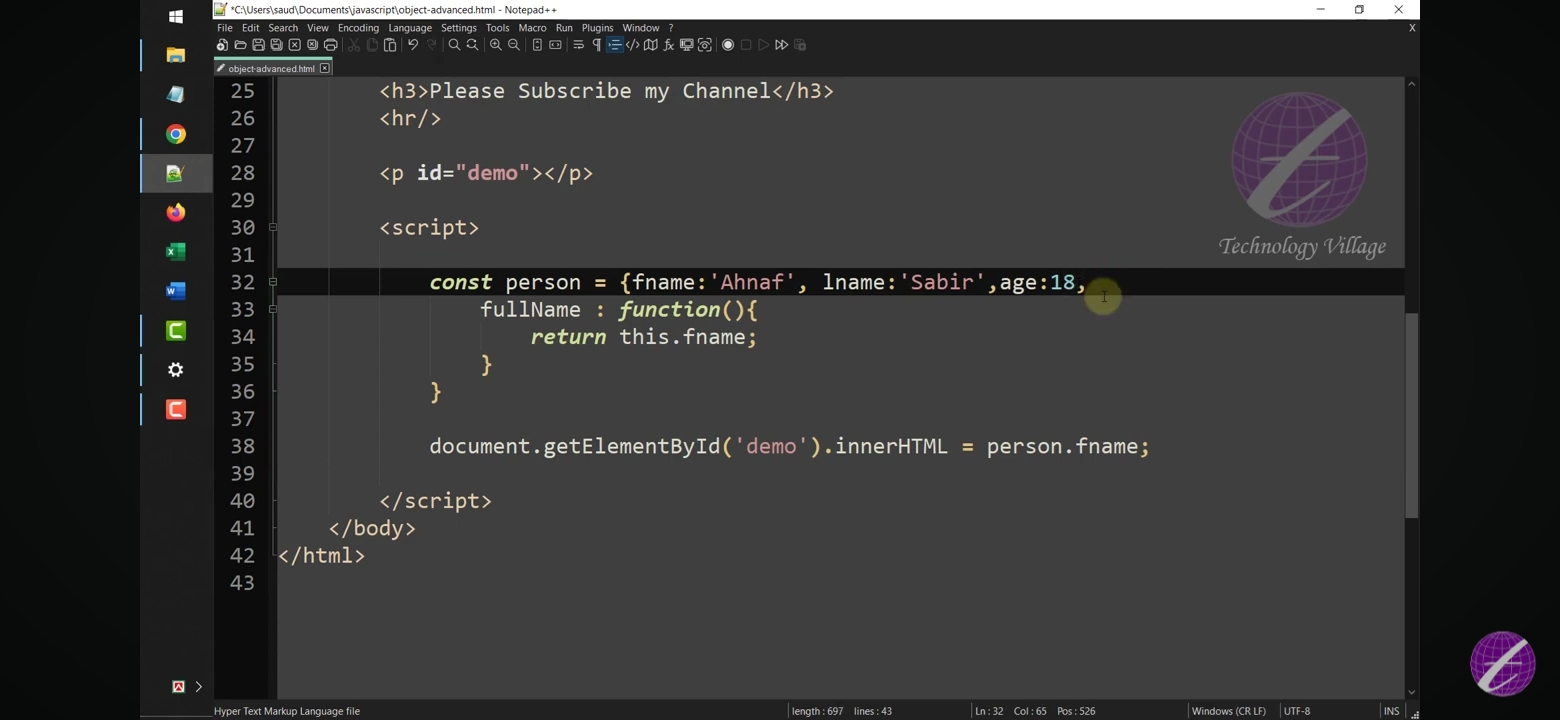 *C:\Users\saud\Documents\javascript\object-advanced.html - Notepad++
File Edit Search View Encoding Language Settings Tools Macro Run Plugins Window ? X
object-advanced.html
25 <h3>Please Subscribe my Channel</h3>
26 <hr/>
27
28 <p id="demo"></p>
29
30 <script>
31
32 const person = {fname:'Ahnaf', lname:'Sabir',age:18,
33 fullName : function(){
34 return this.fname;
35 }
36 }
37
38 document.getElementById('demo').innerHTML = person.fname;
39
40 </script>
41 </body>
42 </html>
43
Technology Village
Hyper Text Markup Language file length : 697 lines : 43 Ln : 32 Col : 65 Pos : 526 Windows (CR LF) UTF-8 INS